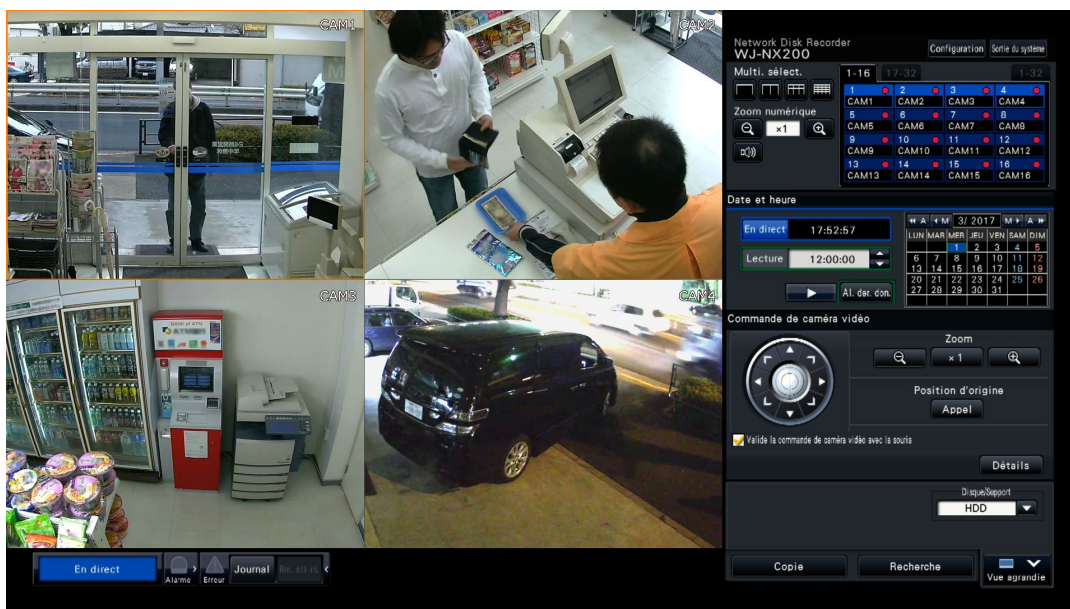 CAM1
CAM2
CAM3
CAM4
BANK of ATM
En direct
Alarme
Erreur
Journal
Network Disk Recorder
WJ-NX200
Configuration
Sortie du système
Multi. sélect.
1-16 17-32 1-32
1 2 3 4
CAM1 CAM2 CAM3 CAM4
5 6 7 8
CAM5 CAM6 CAM7 CAM8
9 10 11 12
CAM9 CAM10 CAM11 CAM12
13 14 15 16
CAM13 CAM14 CAM15 CAM16
Zoom numérique
×1
Date et heure
En direct 17:52:57
Lecture 12:00:00
Al. der. don.
A M 3/ 2017 M A
LUN MAR MER JEU VEN SAM DIM
1 2 3 4 5
6 7 8 9 10 11 12
13 14 15 16 17 18 19
20 21 22 23 24 25 26
27 28 29 30 31
Commande de caméra vidéo
Zoom
×1
Position d'origine
Appel
Valide la commande de caméra vidéo avec la souris
Détails
Disque/Support
HDD
Copie
Recherche
Vue agrandie